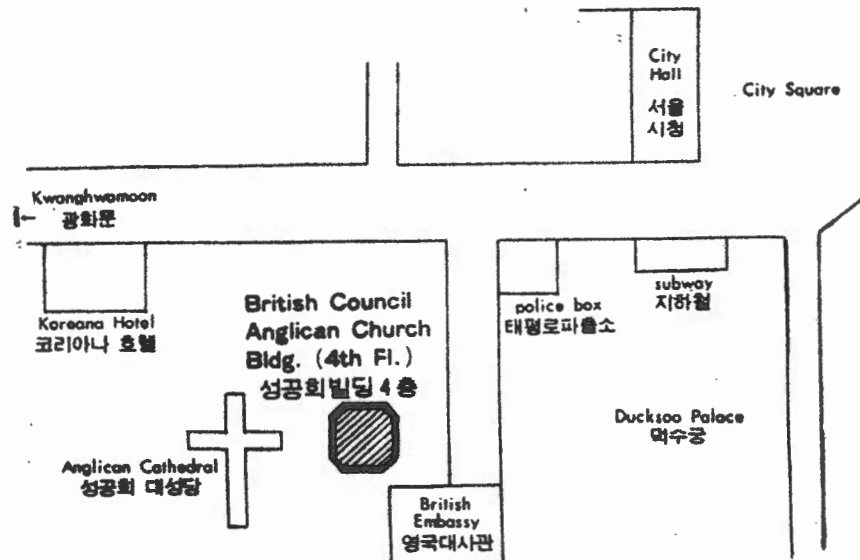 City
Hall
서울
시청
City Square
Kwanghwamoon
←
광화문
Koreana Hotel
코리아나 호텔
British Council
Anglican Church
Bldg. (4th Fl.)
성공회빌딩 4 층
police box
태평로파출소
subway
지하철
Ducksoo Palace
덕수궁
Anglican Cathedral
성공회 대성당
British
Embassy
영국대사관